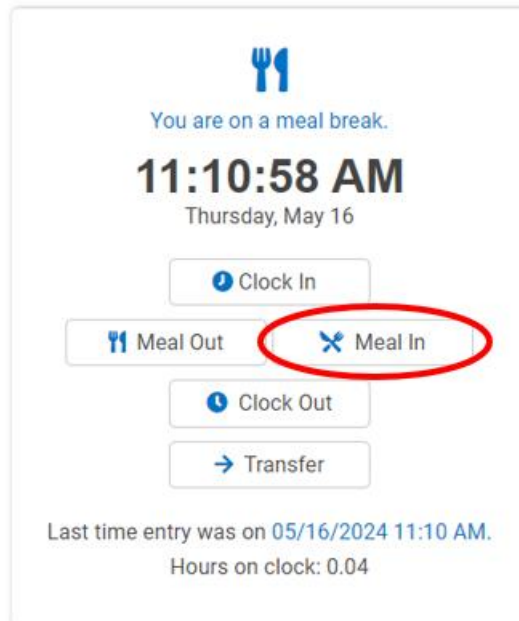 You are on a meal break.
11:10:58 AM
Thursday, May 16
Clock In
Meal Out
Meal In
Clock Out
Transfer
Last time entry was on 05/16/2024 11:10 AM.
Hours on clock: 0.04